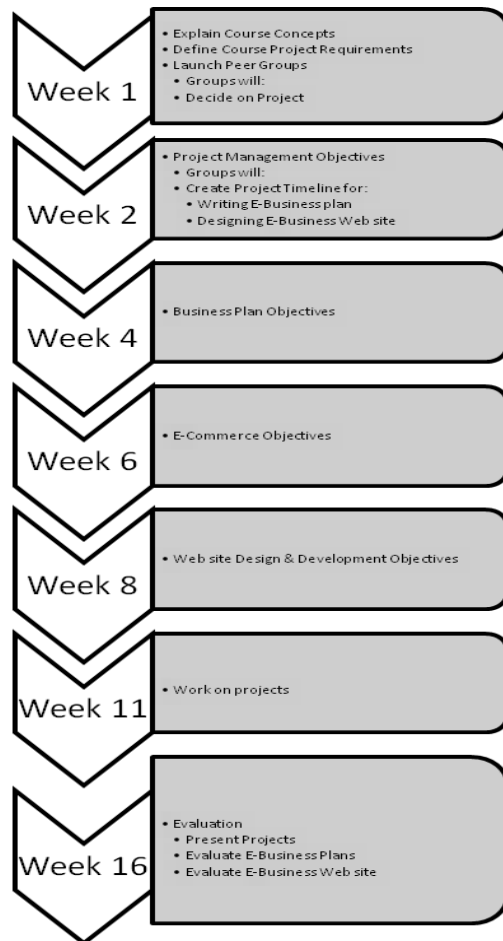 Week 1
• Explain Course Concepts
• Define Course Project Requirements
• Launch Peer Groups
• Groups will:
• Decide on Project
Week 2
• Project Management Objectives
• Groups will:
• Create Project Timeline for:
• Writing E-Business plan
• Designing E-Business Web site
Week 4
• Business Plan Objectives
Week 6
• E-Commerce Objectives
Week 8
• Web site Design & Development Objectives
Week 11
• Work on projects
Week 16
• Evaluation
• Present Projects
• Evaluate E-Business Plans
• Evaluate E-Business Web site